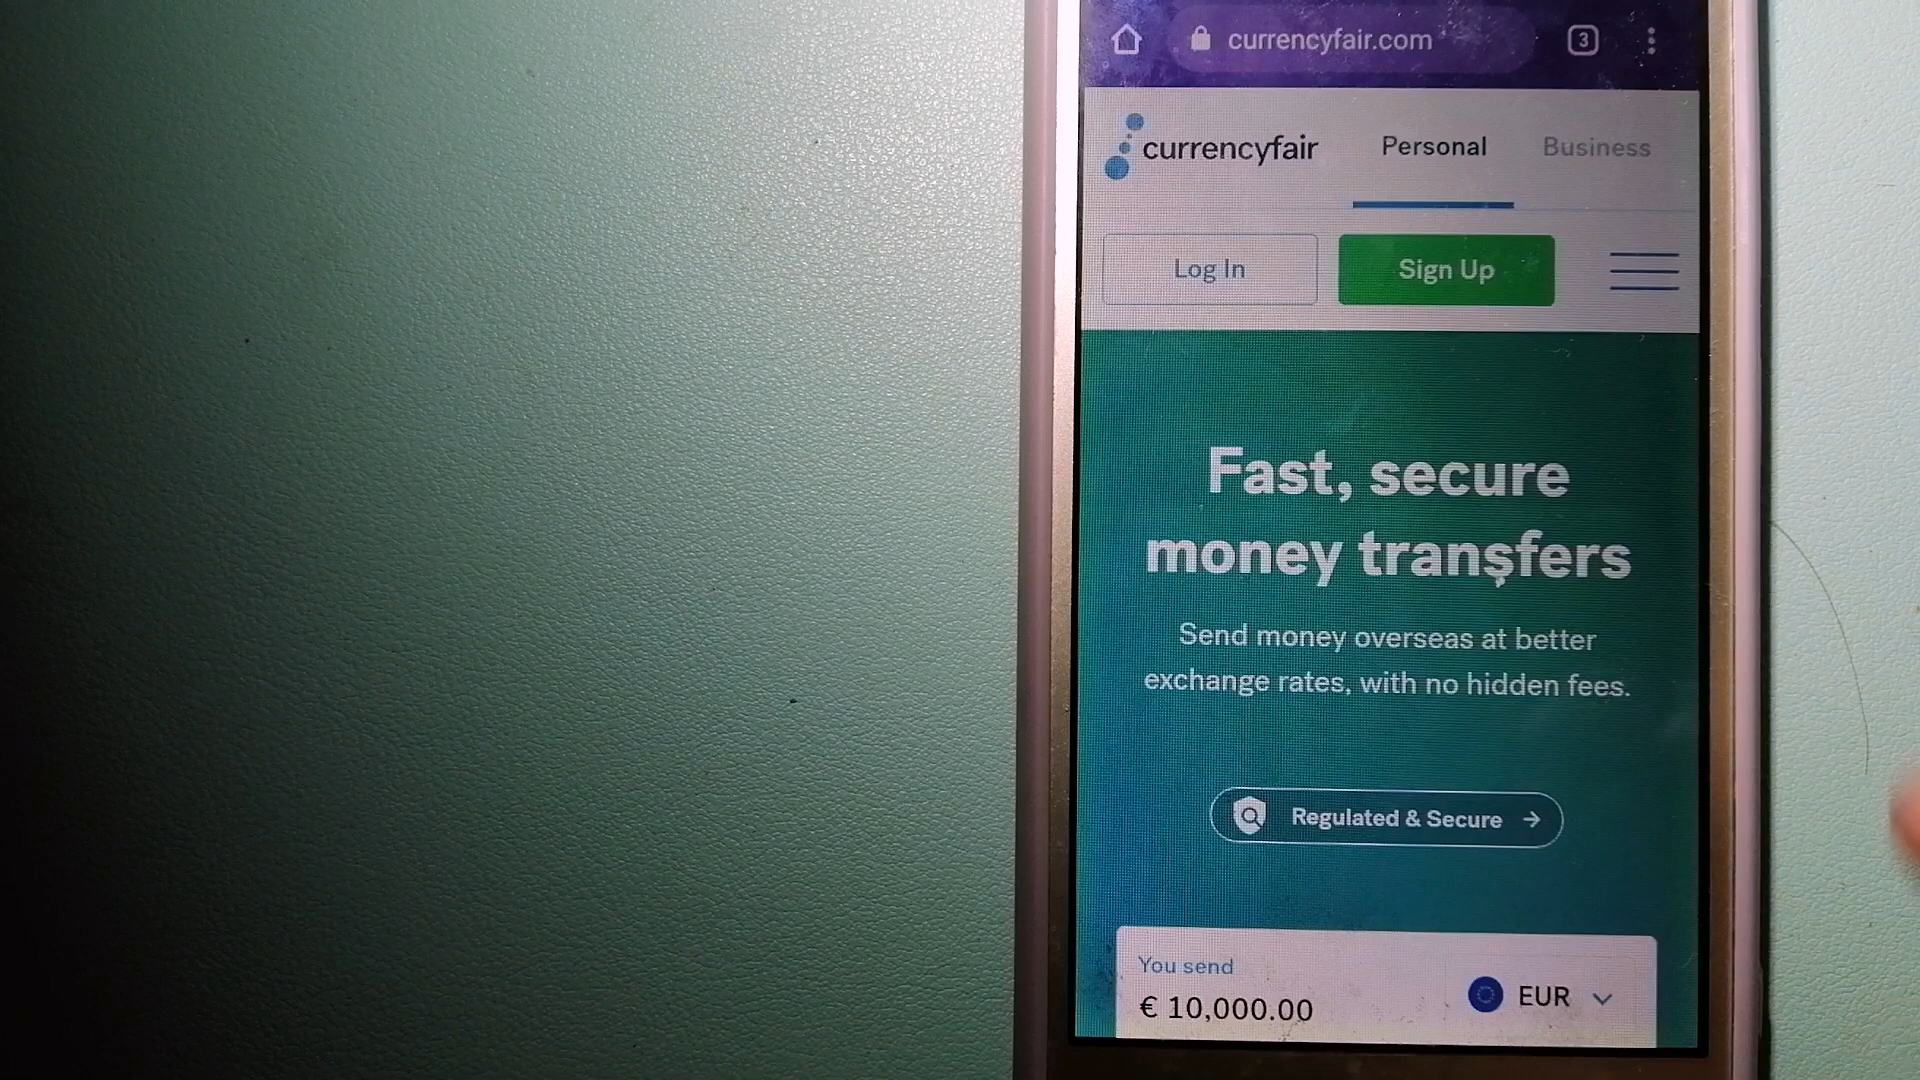 currencyfair.com
3
currencyfair Personal Business
Log In Sign Up
Fast, secure
money transfers
Send money overseas at better
exchange rates, with no hidden fees.
Regulated & Secure →
You send
€ 10,000.00
EUR